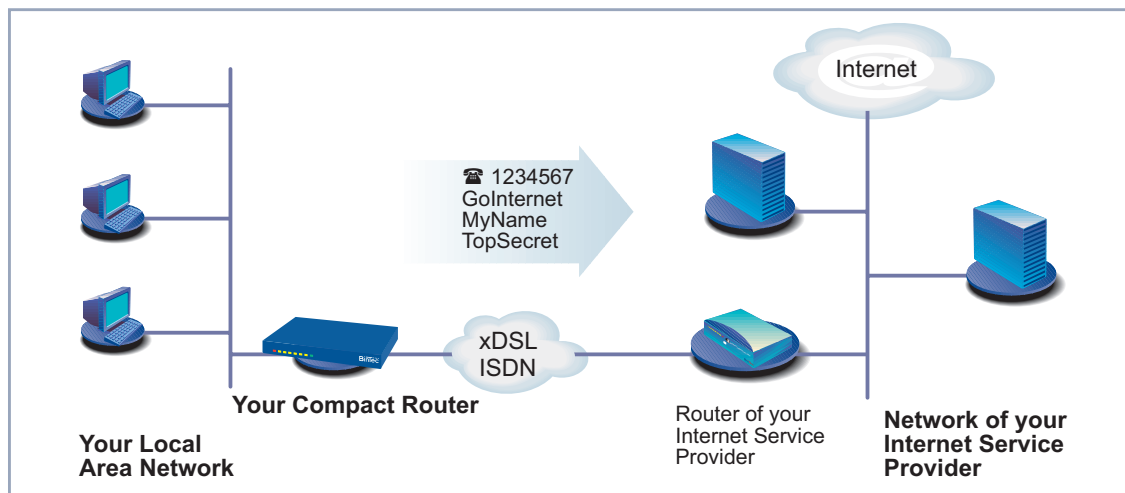 Internet
☎ 1234567
GoInternet
MyName
TopSecret
BinTec
xDSL
ISDN
Your Compact Router
Your Local
Area Network
Router of your
Internet Service
Provider
Network of your
Internet Service
Provider